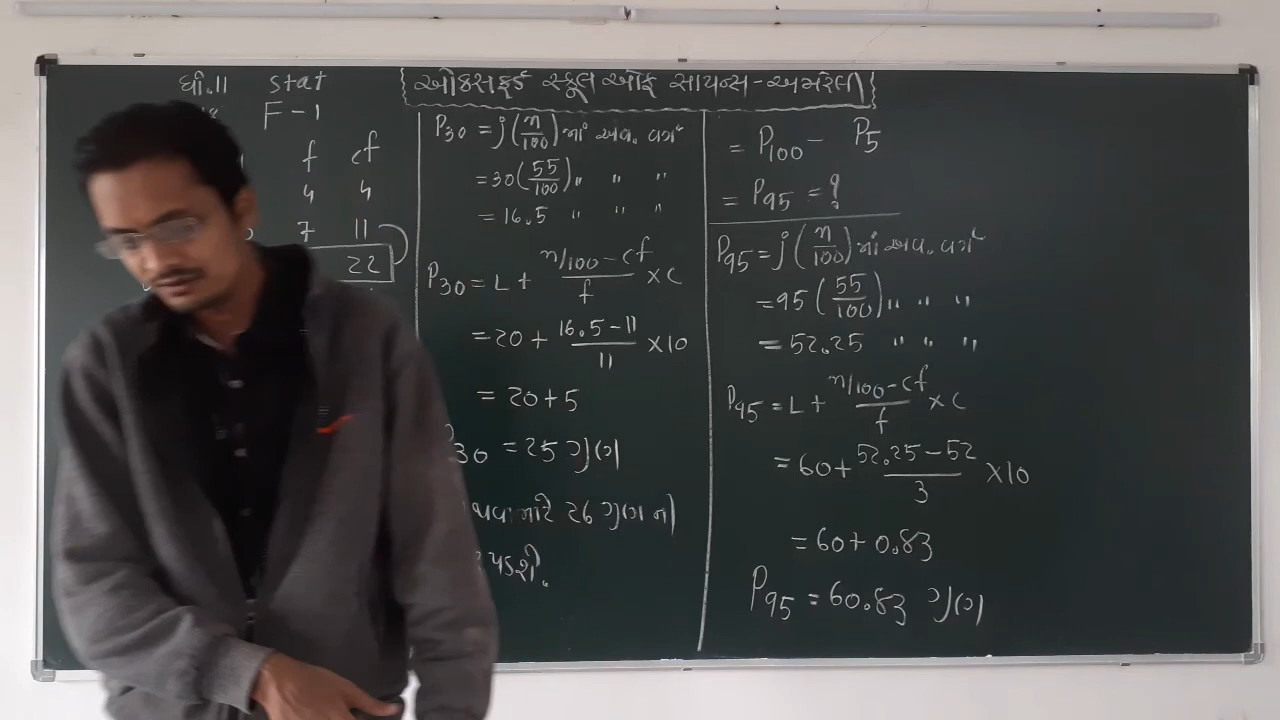 ધો.11 stat
ઓક્સફર્ડ સ્કૂલ ઓફ સાયન્સ-અમરેલી
F-1
f cf
4 4
7 11
22
P30 = j(n/100)માં અવ. વર્ગ
=30(55/100) " " "
=16.5 " " "
P30 = L + n/100-cf/f ×c
=20+ 16.5-11/11 ×10
= 20+5
30 =25 ગુણ
માટે 26 ગુણ ની
પડશે.
= P100 - P5
= P95 = ?
P95 = j(n/100)માં અવ. વર્ગ
=95(55/100) " " "
=52.25 " " "
P95 = L + n/100-cf/f ×c
=60+ 52.25-52/3 ×10
=60+0.83
P95 =60.83 ગુણ